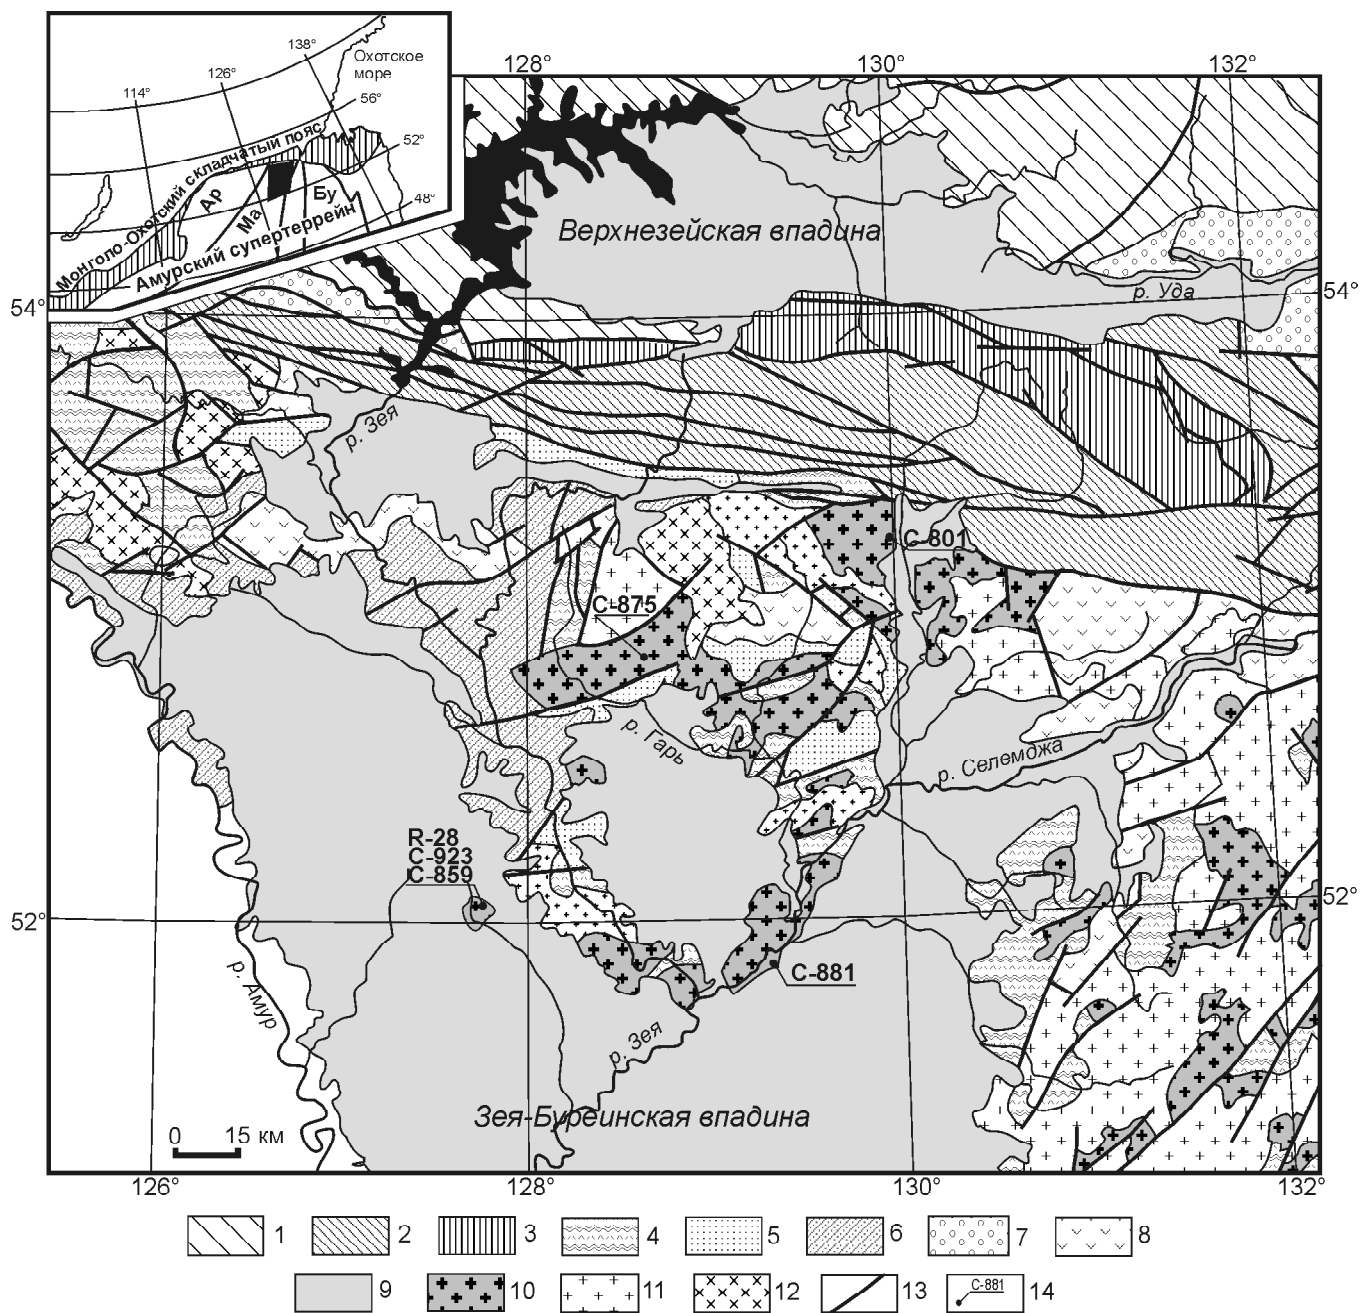 138°
Охотское
море
126°
114°
56°
52°
48°
Монголо-Охотский складчатый пояс
Ар
Ма
Бу
Амурский супертеррейн
128°
130°
132°
Верхнезейская впадина
р. Уда
54°
54°
р. Зея
С-801
С-875
р. Гарь
р. Селемджа
R-28
С-923
С-859
52°
52°
С-881
р. Амур
р. Зея
Зея-Буреинская впадина
0 15 км
126°
128°
130°
132°
1
2
3
4
5
6
7
8
9
10
11
12
13
С-881
14